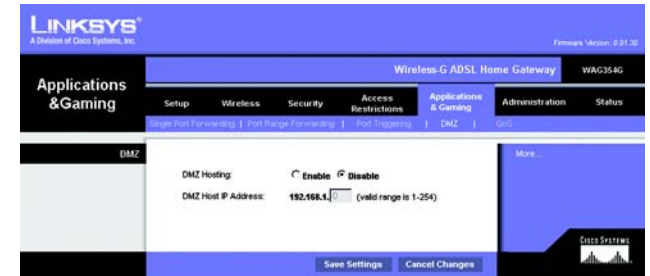 LINKSYS®
A Division of Cisco Systems, Inc.
Firmware Version: 0.01.30
Wireless-G ADSL Home Gateway WAG354G
Applications &Gaming
Setup Wireless Security Access Restrictions Applications & Gaming Administration Status
Single Port Forwarding | Port Range Forwarding | Port Triggering | DMZ | QoS
DMZ
DMZ Hosting: Enable Disable
DMZ Host IP Address: 192.168.1. 0 (valid range is 1-254)
More...
Save Settings Cancel Changes
CISCO SYSTEMS